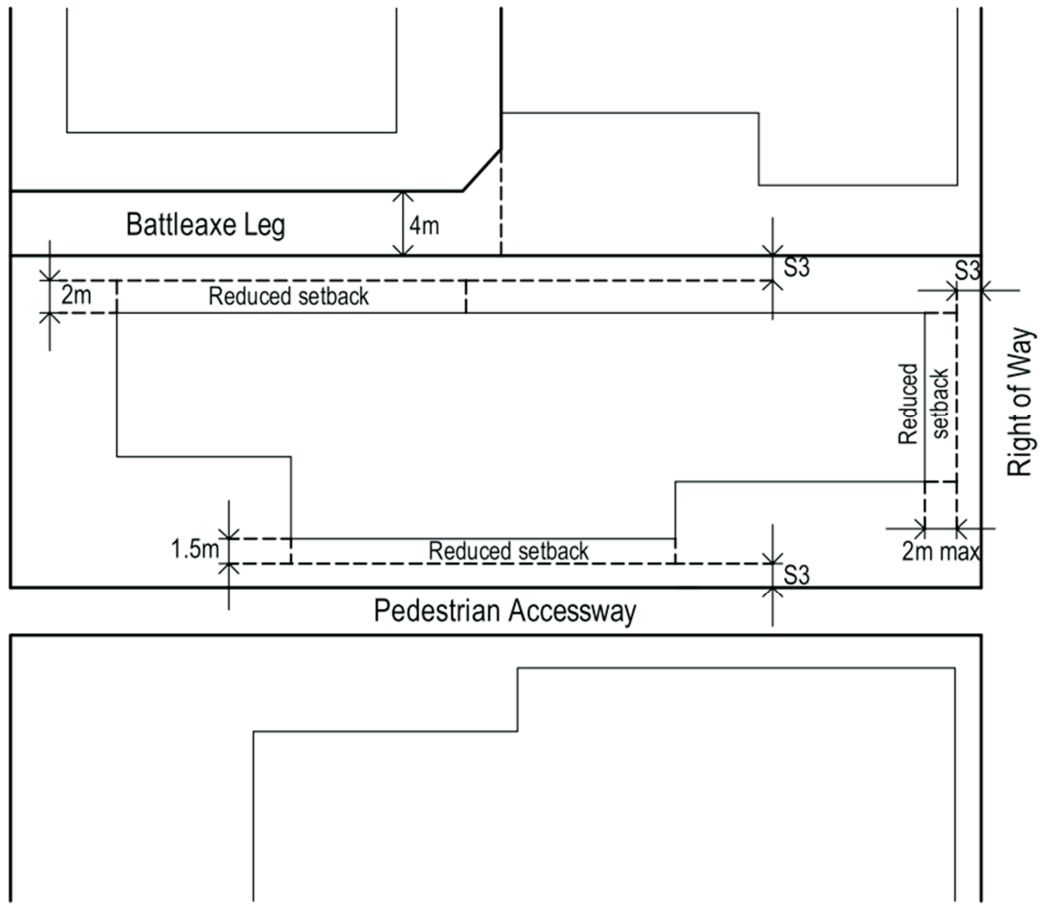 Battleaxe Leg
4m
S3
S3
2m
Reduced setback
Reduced
setback
Right of Way
1.5m
Reduced setback
2m max
S3
Pedestrian Accessway